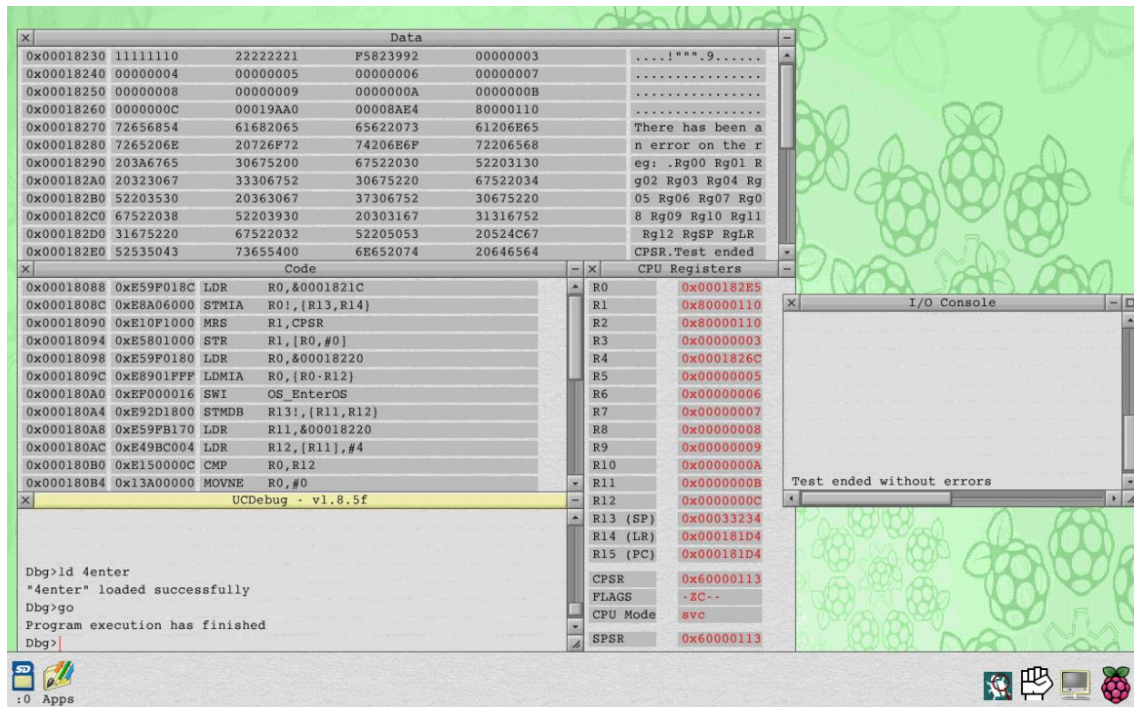 Data
0x00018230 11111110 22222221 F5823992 00000003 ....!""".9......
0x00018240 00000004 00000005 00000006 00000007 ................
0x00018250 00000008 00000009 0000000A 0000000B ................
0x00018260 0000000C 00019AA0 00008AE4 80000110 ................
0x00018270 72656854 61682065 65622073 61206E65 There has been a
0x00018280 7265206E 20726F72 74206E6F 72206568 n error on the r
0x00018290 203A6765 30675200 67522030 52203130 eg: .Rg00 Rg01 R
0x000182A0 20323067 33306752 30675220 67522034 g02 Rg03 Rg04 Rg
0x000182B0 52203530 20363067 37306752 30675220 05 Rg06 Rg07 Rg0
0x000182C0 67522038 52203930 20303167 31316752 8 Rg09 Rg10 Rg11
0x000182D0 31675220 67522032 52205053 20524C67 Rg12 RgSP RgLR
0x000182E0 52535043 73655400 6E652074 20646564 CPSR.Test ended
Code
0x00018088 0xE59F018C LDR R0,&0001821C
0x0001808C 0xE8A06000 STMIA R0!,{R13,R14}
0x00018090 0xE10F1000 MRS R1,CPSR
0x00018094 0xE5801000 STR R1,[R0,#0]
0x00018098 0xE59F0180 LDR R0,&00018220
0x0001809C 0xE8901FFF LDMIA R0,{R0-R12}
0x000180A0 0xEF000016 SWI OS_EnterOS
0x000180A4 0xE92D1800 STMDB R13!,{R11,R12}
0x000180A8 0xE59FB170 LDR R11,&00018220
0x000180AC 0xE49BC004 LDR R12,[R11],#4
0x000180B0 0xE150000C CMP R0,R12
0x000180B4 0x13A00000 MOVNE R0,#0
CPU Registers
R0 0x000182E5
R1 0x80000110
R2 0x80000110
R3 0x00000003
R4 0x0001826C
R5 0x00000005
R6 0x00000006
R7 0x00000007
R8 0x00000008
R9 0x00000009
R10 0x0000000A
R11 0x0000000B
R12 0x0000000C
R13 (SP) 0x00033234
R14 (LR) 0x000181D4
R15 (PC) 0x000181D4
CPSR 0x60000113
FLAGS -ZC--
CPU Mode svc
SPSR 0x60000113
I/O Console
Test ended without errors
UCDebug - v1.8.5f
Dbg>ld 4enter
"4enter" loaded successfully
Dbg>go
Program execution has finished
Dbg>
SD
:0 Apps